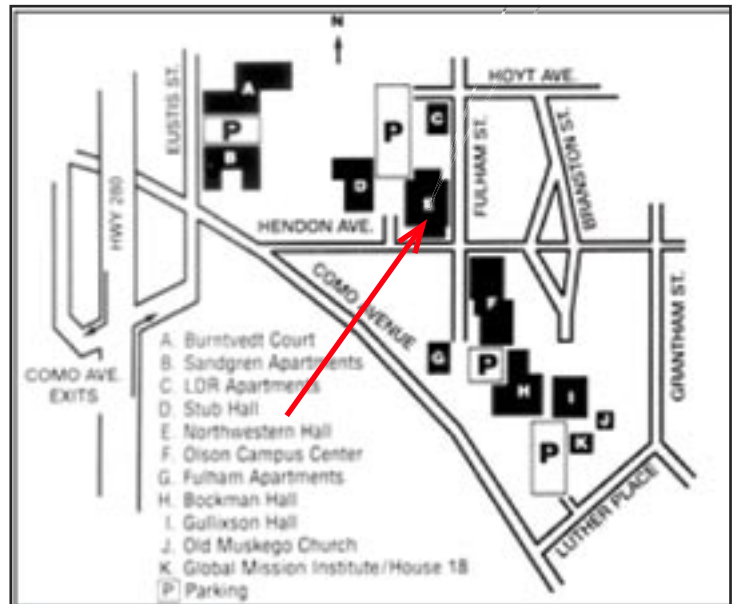 N
HOYT AVE.
EUSTIS ST.
A
C
P
P
BRANSTON ST.
FULHAM ST.
B
D
HWY 280
HENDON AVE.
COMO AVENUE
F
GRANTHAM ST.
A. Burntvedt Court
B. Sandgren Apartments
C. LDR Apartments
D. Stub Hall
E. Northwestern Hall
F. Olson Campus Center
G. Fulham Apartments
H. Bockman Hall
I. Gullixson Hall
J. Old Muskego Church
K. Global Mission Institute/House 18
P Parking
COMO AVE.
EXITS
G
P
H
I
J
K
P
LUTHER PLACE